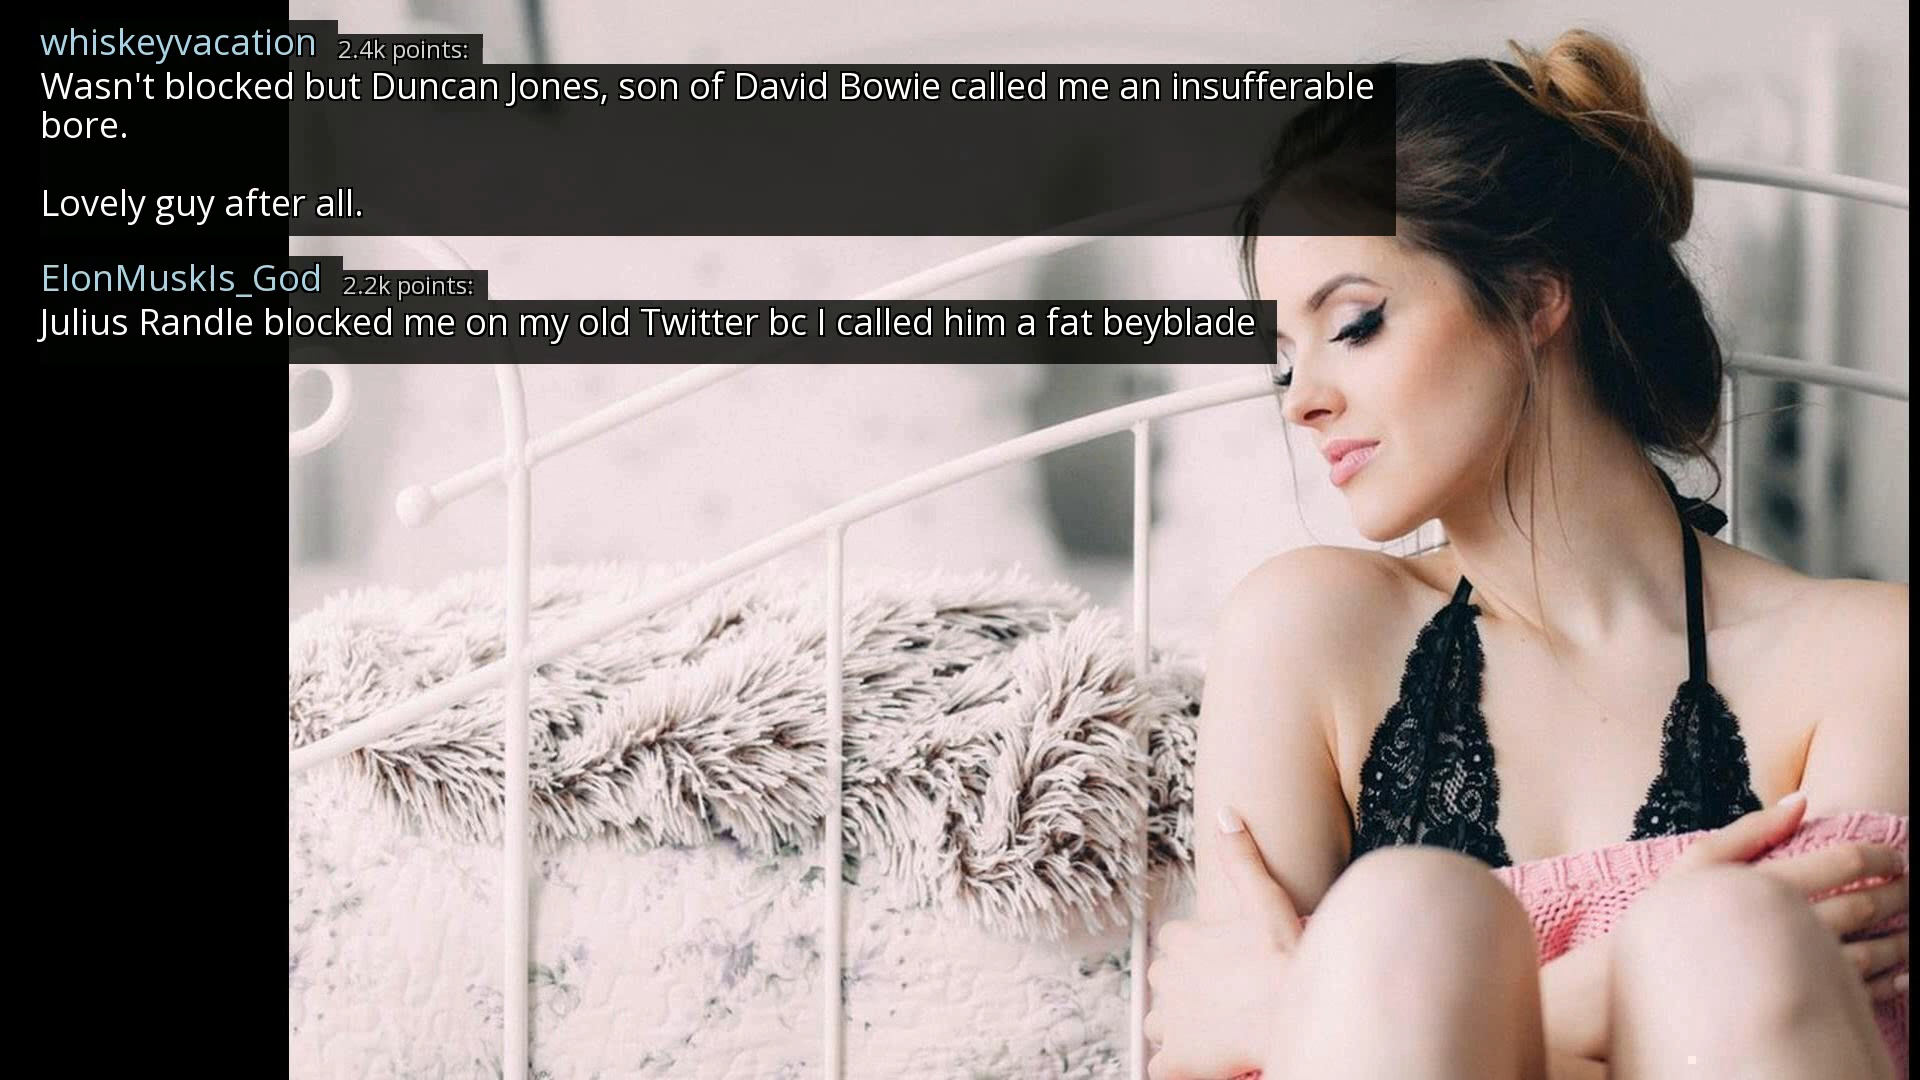 whiskeyvacation 2.4k points:
Wasn't blocked but Duncan Jones, son of David Bowie called me an insufferable
bore.
Lovely guy after all.
ElonMuskIs_God 2.2k points:
Julius Randle blocked me on my old Twitter bc I called him a fat beyblade